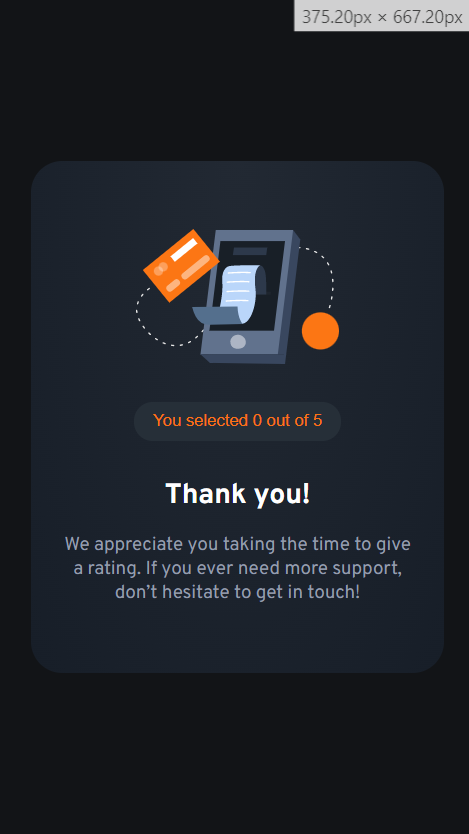 375.20px × 667.20px
You selected 0 out of 5
Thank you!
We appreciate you taking the time to give
a rating. If you ever need more support,
don’t hesitate to get in touch!